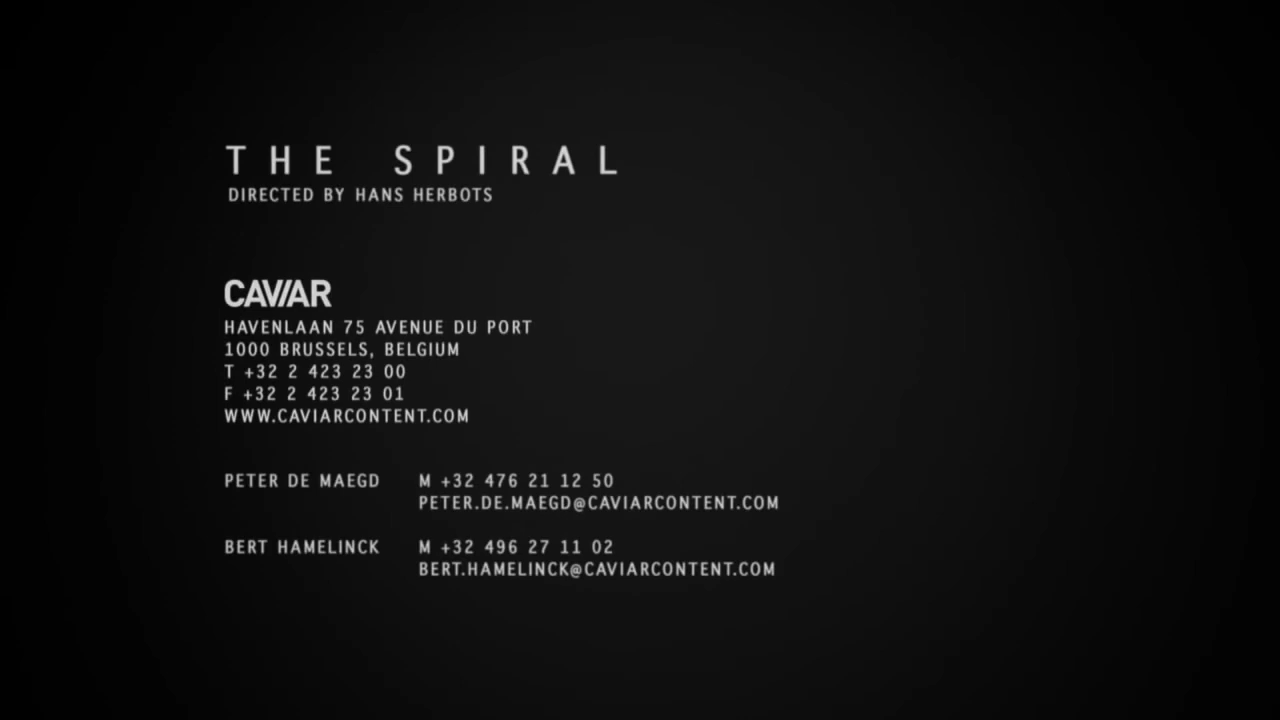 THE SPIRAL
DIRECTED BY HANS HERBOTS
CAVIAR
HAVENLAAN 75 AVENUE DU PORT
1000 BRUSSELS, BELGIUM
T +32 2 423 23 00
F +32 2 423 23 01
WWW.CAVIARCONTENT.COM
PETER DE MAEGD M +32 476 21 12 50
PETER.DE.MAEGD@CAVIARCONTENT.COM
BERT HAMELINCK M +32 496 27 11 02
BERT.HAMELINCK@CAVIARCONTENT.COM